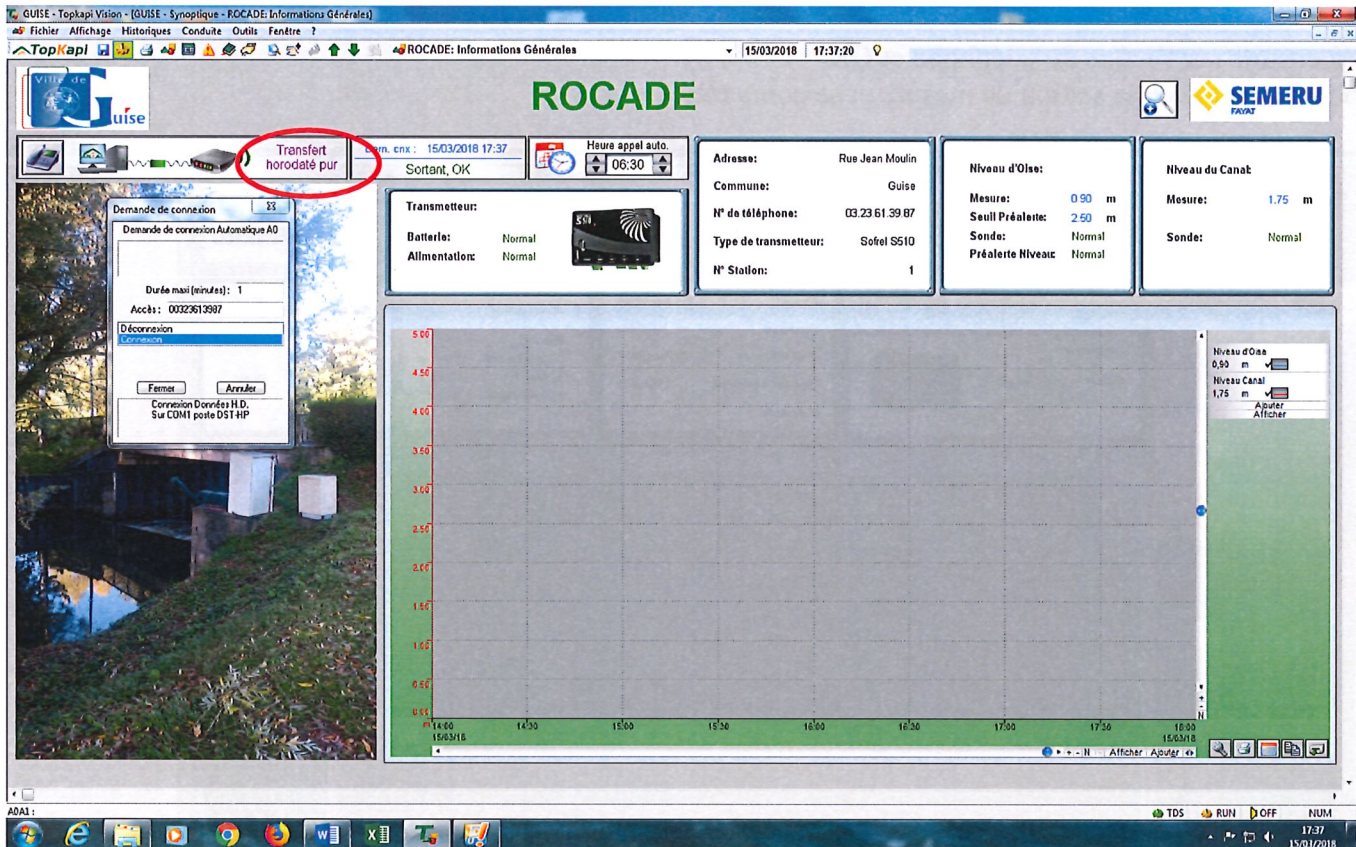 GUISE - Topkapi Vision - [GUISE - Synoptique - ROCADE: Informations Générales]
Fichier Affichage Historiques Conduite Outils Fenêtre ?
TopKapi
ROCADE: Informations Générales
15/03/2018 17:37:20
Ville de Guise
ROCADE
SEMERU
FAYAT
Transfert
horodaté pur
cnx : 15/03/2018 17:37
Sortant, OK
Heure appel auto.
06:30
Demande de connexion
Demande de connexion Automatique A0
Durée maxi (minutes) : 1
Accès : 00323613987
Déconnexion
Connexion
Fermer Annuler
Connexion Données H.D.
Sur COM1 poste DST-HP
Transmetteur:
Batterie: Normal
Alimentation: Normal
Adresse: Rue Jean Moulin
Commune: Guise
N° de téléphone: 03.23.61.39.87
Type de transmetteur: Sofrel S510
N° Station: 1
Niveau d'Oise:
Mesure: 0.90 m
Seuil Préalerte: 2.50 m
Sonde: Normal
Préalerte Niveau: Normal
Niveau du Canal:
Mesure: 1.75 m
Sonde: Normal
5.00
4.50
4.00
3.50
3.00
2.50
2.00
1.50
1.00
0.50
0.00
m
14:00 14:30 15:00 15:30 16:00 16:30 17:00 17:30 18:00
15/03/18 15/03/18
Niveau d'Oise
0,90 m
Niveau Canal
1,75 m
Ajouter
Afficher
+ - N Afficher Ajouter
A0A1 :
TDS RUN OFF NUM
17:37
15/03/2018